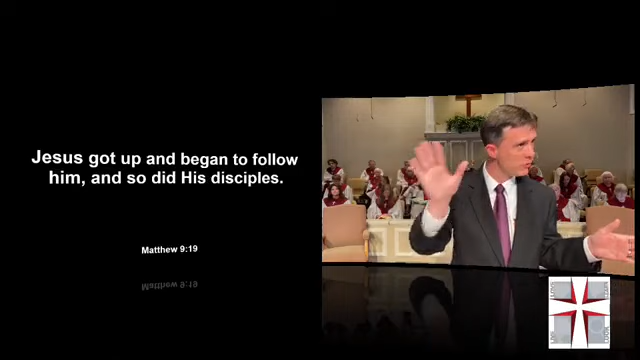 Jesus got up and began to follow
him, and so did His disciples.
Matthew 9:19